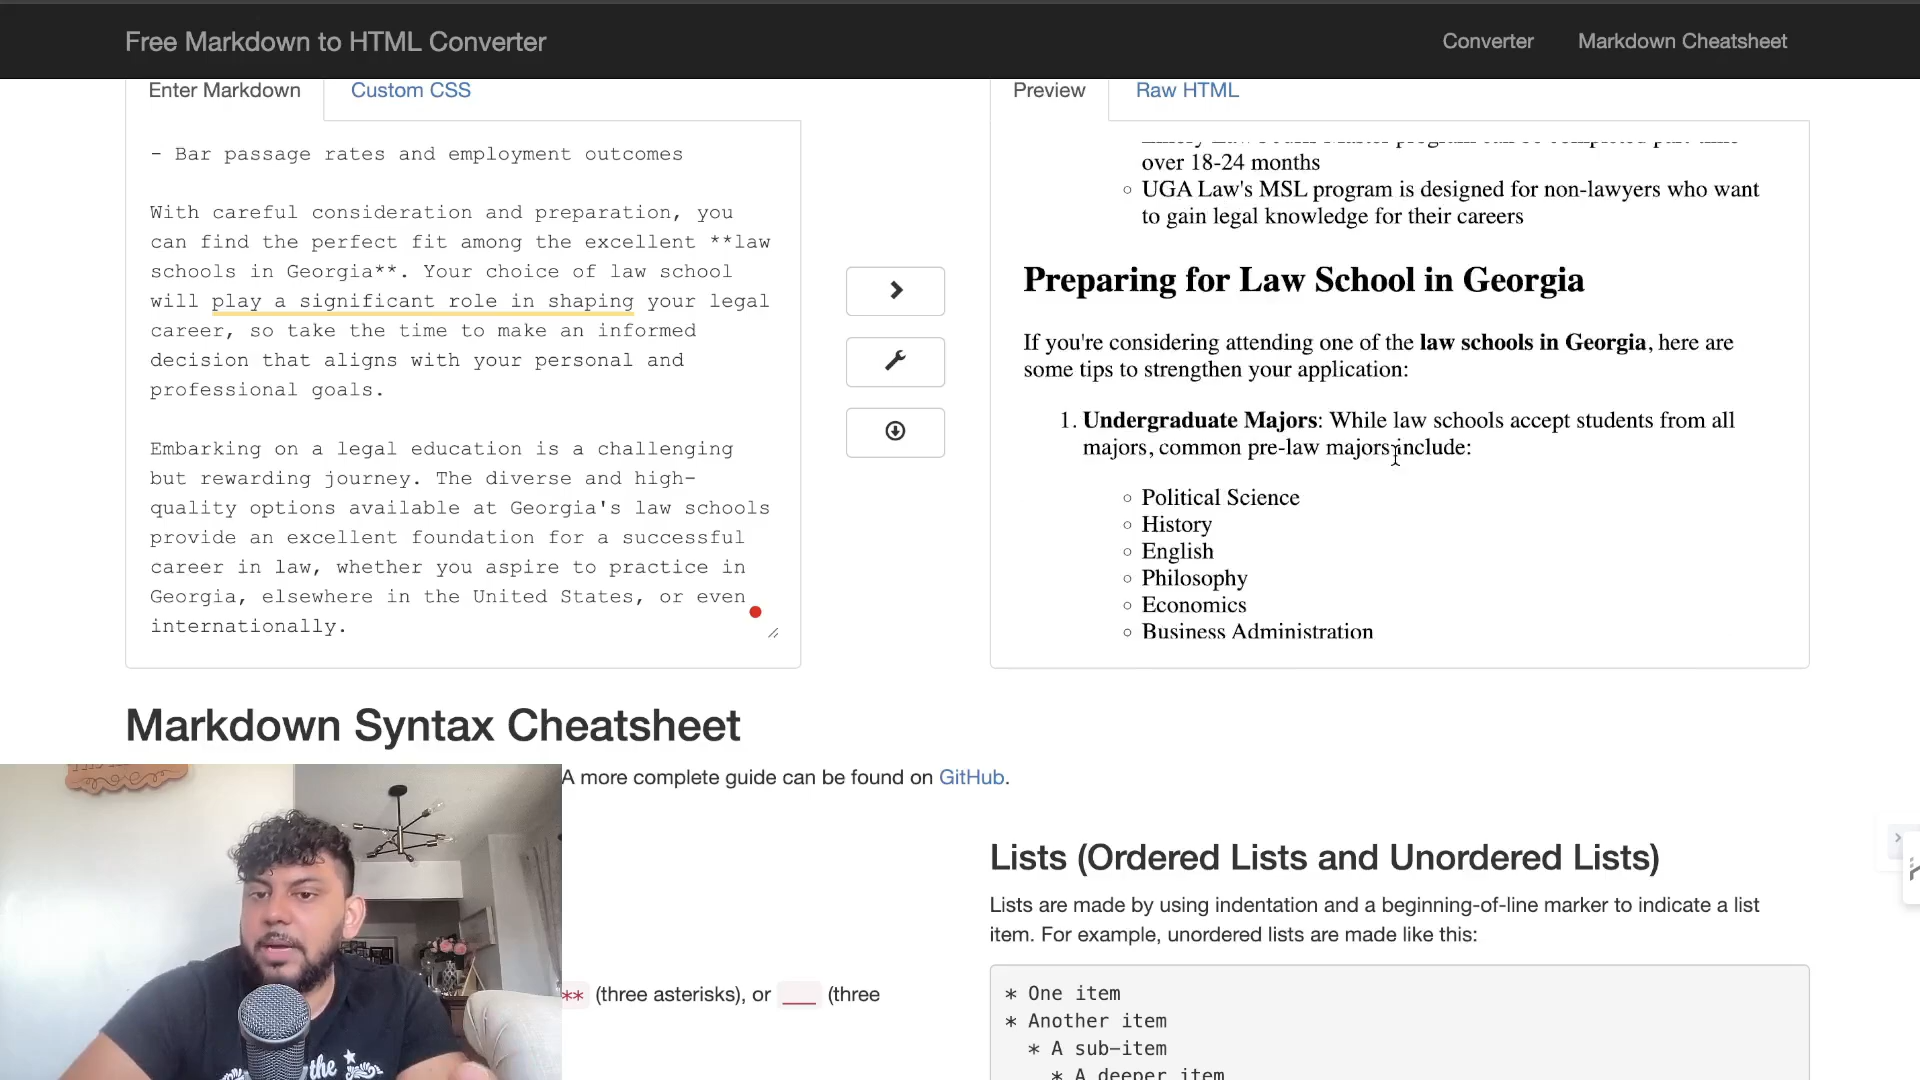 Free Markdown to HTML Converter
Converter
Markdown Cheatsheet
Enter Markdown
Custom CSS
- Bar passage rates and employment outcomes
With careful consideration and preparation, you
can find the perfect fit among the excellent **law
schools in Georgia**. Your choice of law school
will play a significant role in shaping your legal
career, so take the time to make an informed
decision that aligns with your personal and
professional goals.
Embarking on a legal education is a challenging
but rewarding journey. The diverse and high-
quality options available at Georgia's law schools
provide an excellent foundation for a successful
career in law, whether you aspire to practice in
Georgia, elsewhere in the United States, or even
internationally.
Preview
Raw HTML
over 18-24 months
◦ UGA Law's MSL program is designed for non-lawyers who want
to gain legal knowledge for their careers
Preparing for Law School in Georgia
If you're considering attending one of the law schools in Georgia, here are
some tips to strengthen your application:
1. Undergraduate Majors: While law schools accept students from all
majors, common pre-law majors include:
◦ Political Science
◦ History
◦ English
◦ Philosophy
◦ Economics
◦ Business Administration
Markdown Syntax Cheatsheet
A more complete guide can be found on GitHub.
** (three asterisks), or ___ (three
Lists (Ordered Lists and Unordered Lists)
Lists are made by using indentation and a beginning-of-line marker to indicate a list
item. For example, unordered lists are made like this:
* One item
* Another item
* A sub-item
* A deeper item
the